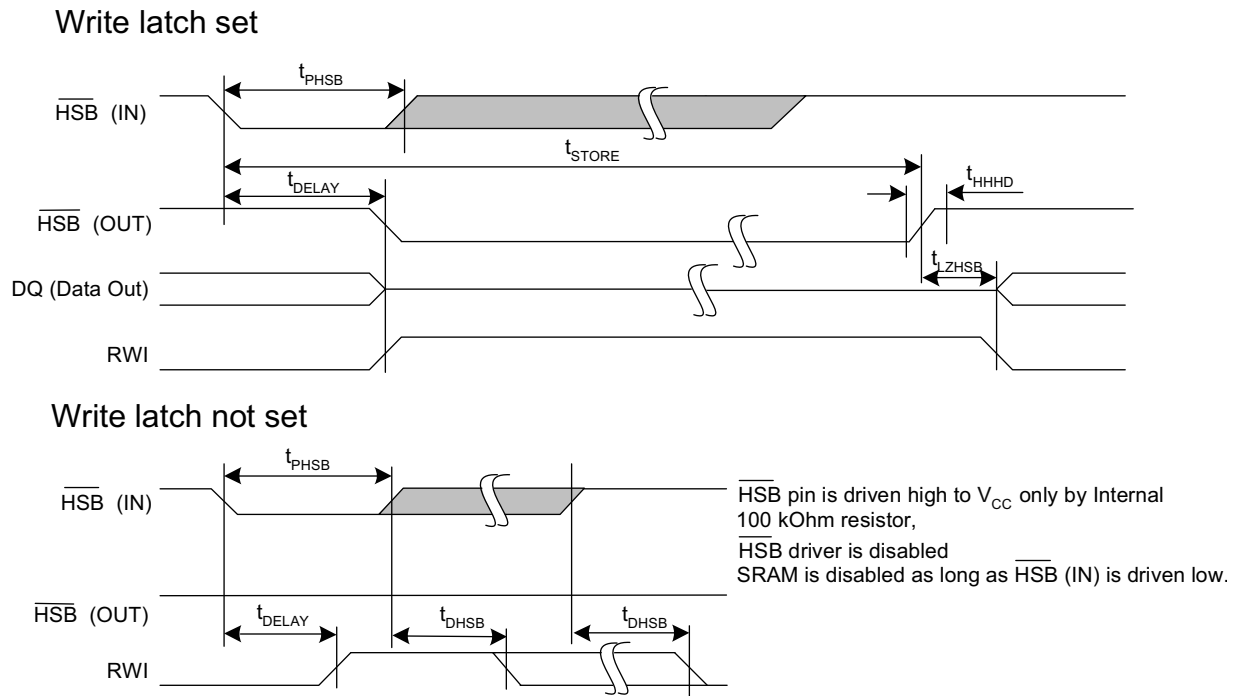 Write latch set
tPHSB
HSB (IN)
tSTORE
tDELAY
tHHHD
HSB (OUT)
tLZHSB
DQ (Data Out)
RWI
Write latch not set
tPHSB
HSB (IN)
HSB pin is driven high to VCC only by Internal
100 kOhm resistor,
HSB driver is disabled
SRAM is disabled as long as HSB (IN) is driven low.
HSB (OUT)
tDELAY
tDHSB
tDHSB
RWI